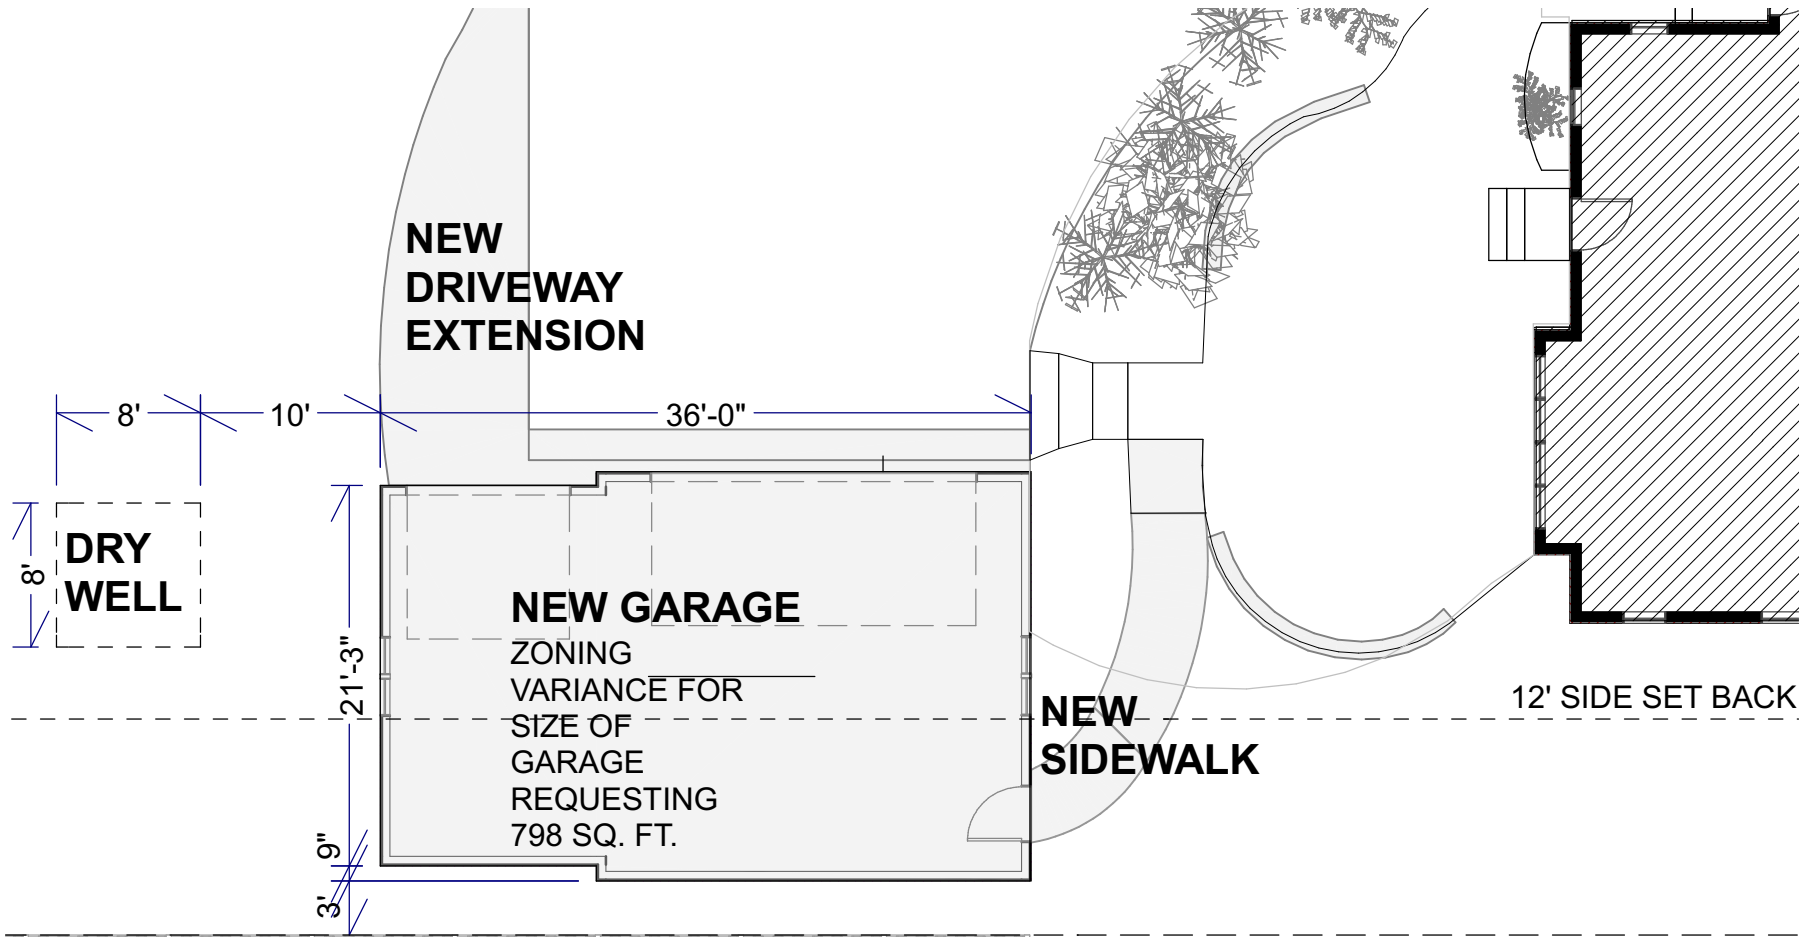 NEW
DRIVEWAY
EXTENSION
8'
10'
36'-0"
DRY
WELL
8'
21'-3"
NEW GARAGE
ZONING
VARIANCE FOR
SIZE OF
GARAGE
REQUESTING
798 SQ. FT.
12' SIDE SET BACK
NEW
SIDEWALK
9"
3'